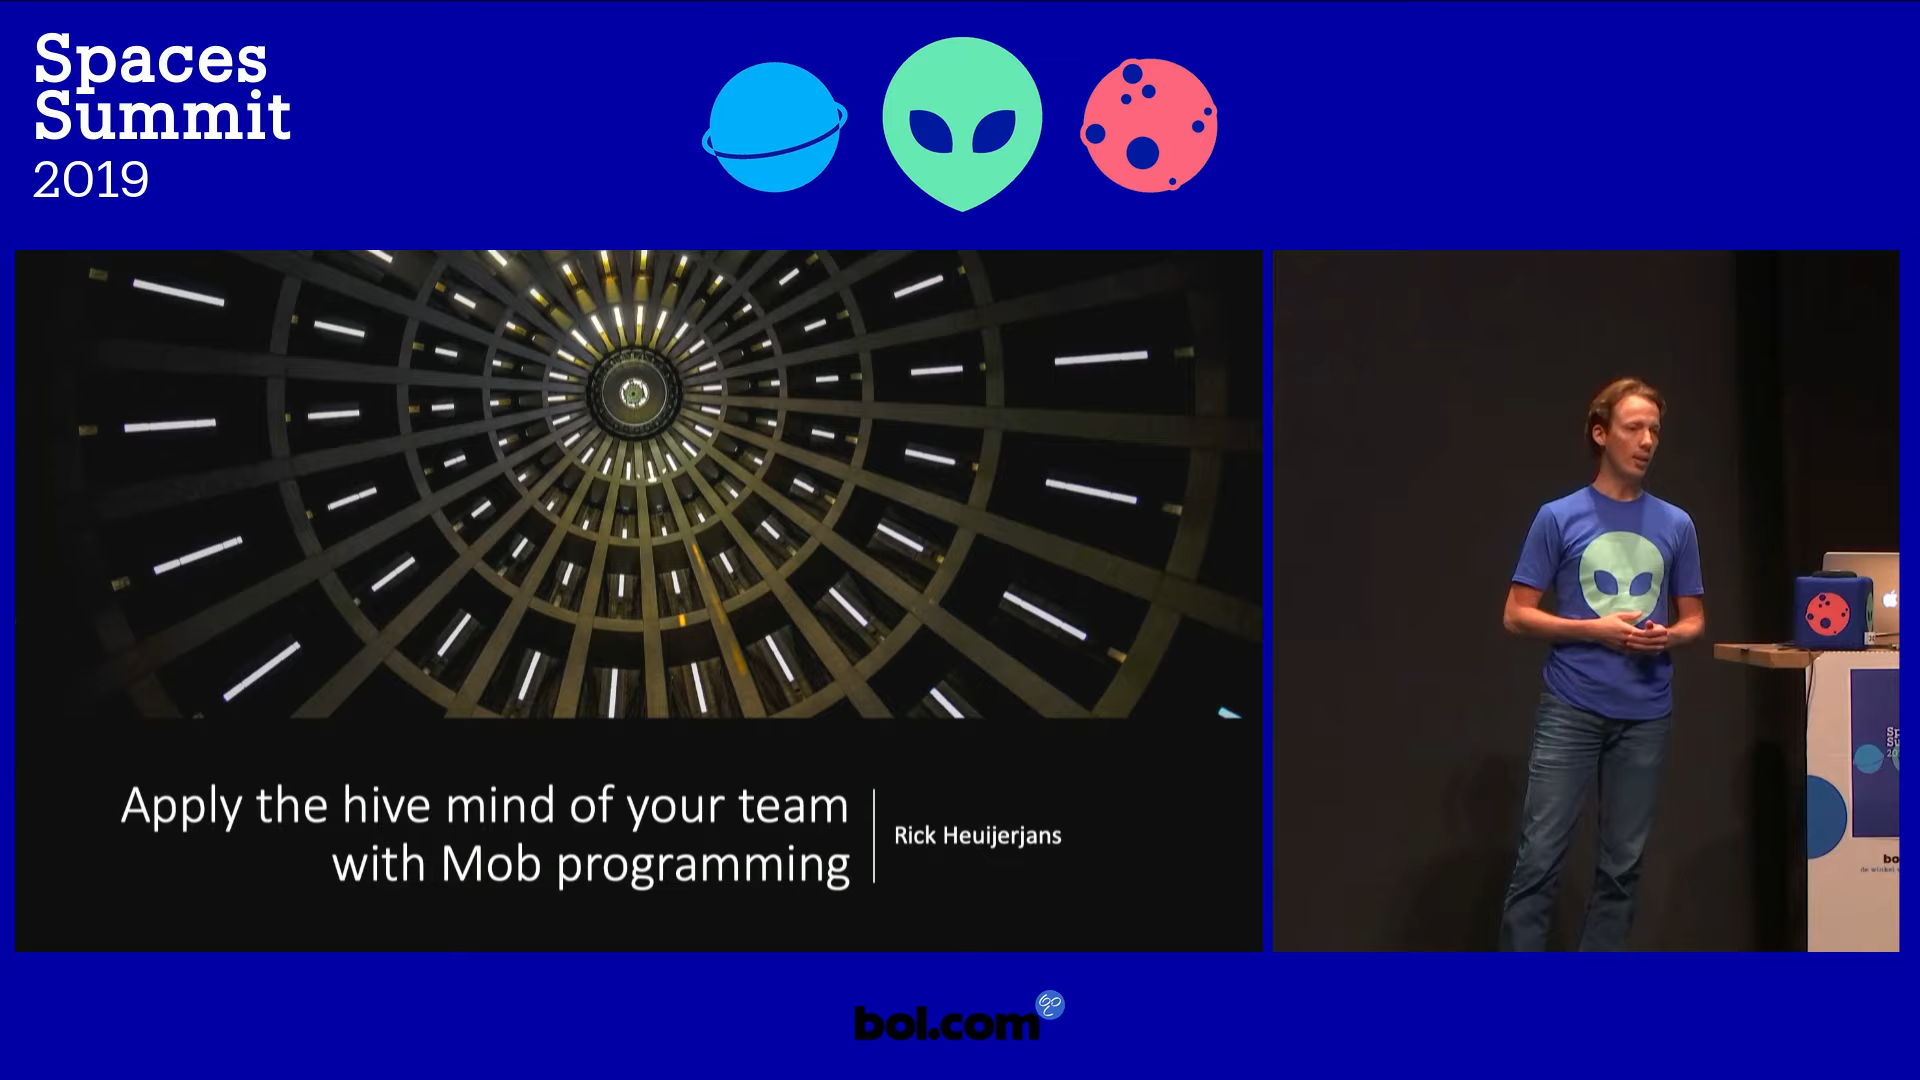 Spaces
Summit
2019
Apply the hive mind of your team
with Mob programming
Rick Heuijerjans
bol.com